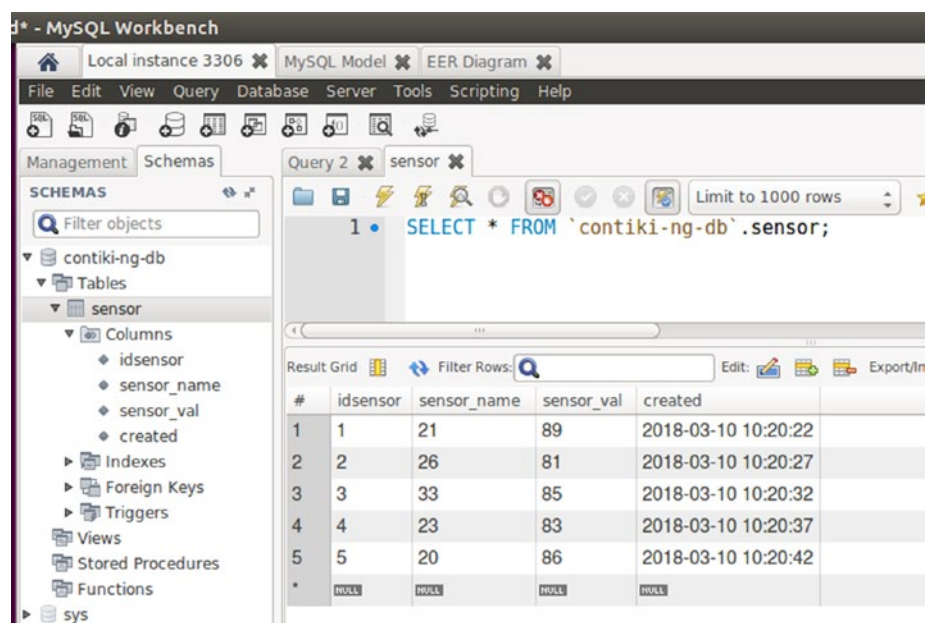 d* - MySQL Workbench
Local instance 3306 MySQL Model EER Diagram
File Edit View Query Database Server Tools Scripting Help
Management Schemas
Query 2 sensor
SCHEMAS
Filter objects
contiki-ng-db
Tables
sensor
Columns
idsensor
sensor_name
sensor_val
created
Indexes
Foreign Keys
Triggers
Views
Stored Procedures
Functions
sys
Limit to 1000 rows
1 SELECT * FROM `contiki-ng-db`.sensor;
Result Grid Filter Rows: Edit: Export/Im
# idsensor sensor_name sensor_val created
1 1 21 89 2018-03-10 10:20:22
2 2 26 81 2018-03-10 10:20:27
3 3 33 85 2018-03-10 10:20:32
4 4 23 83 2018-03-10 10:20:37
5 5 20 86 2018-03-10 10:20:42
* NULL NULL NULL NULL